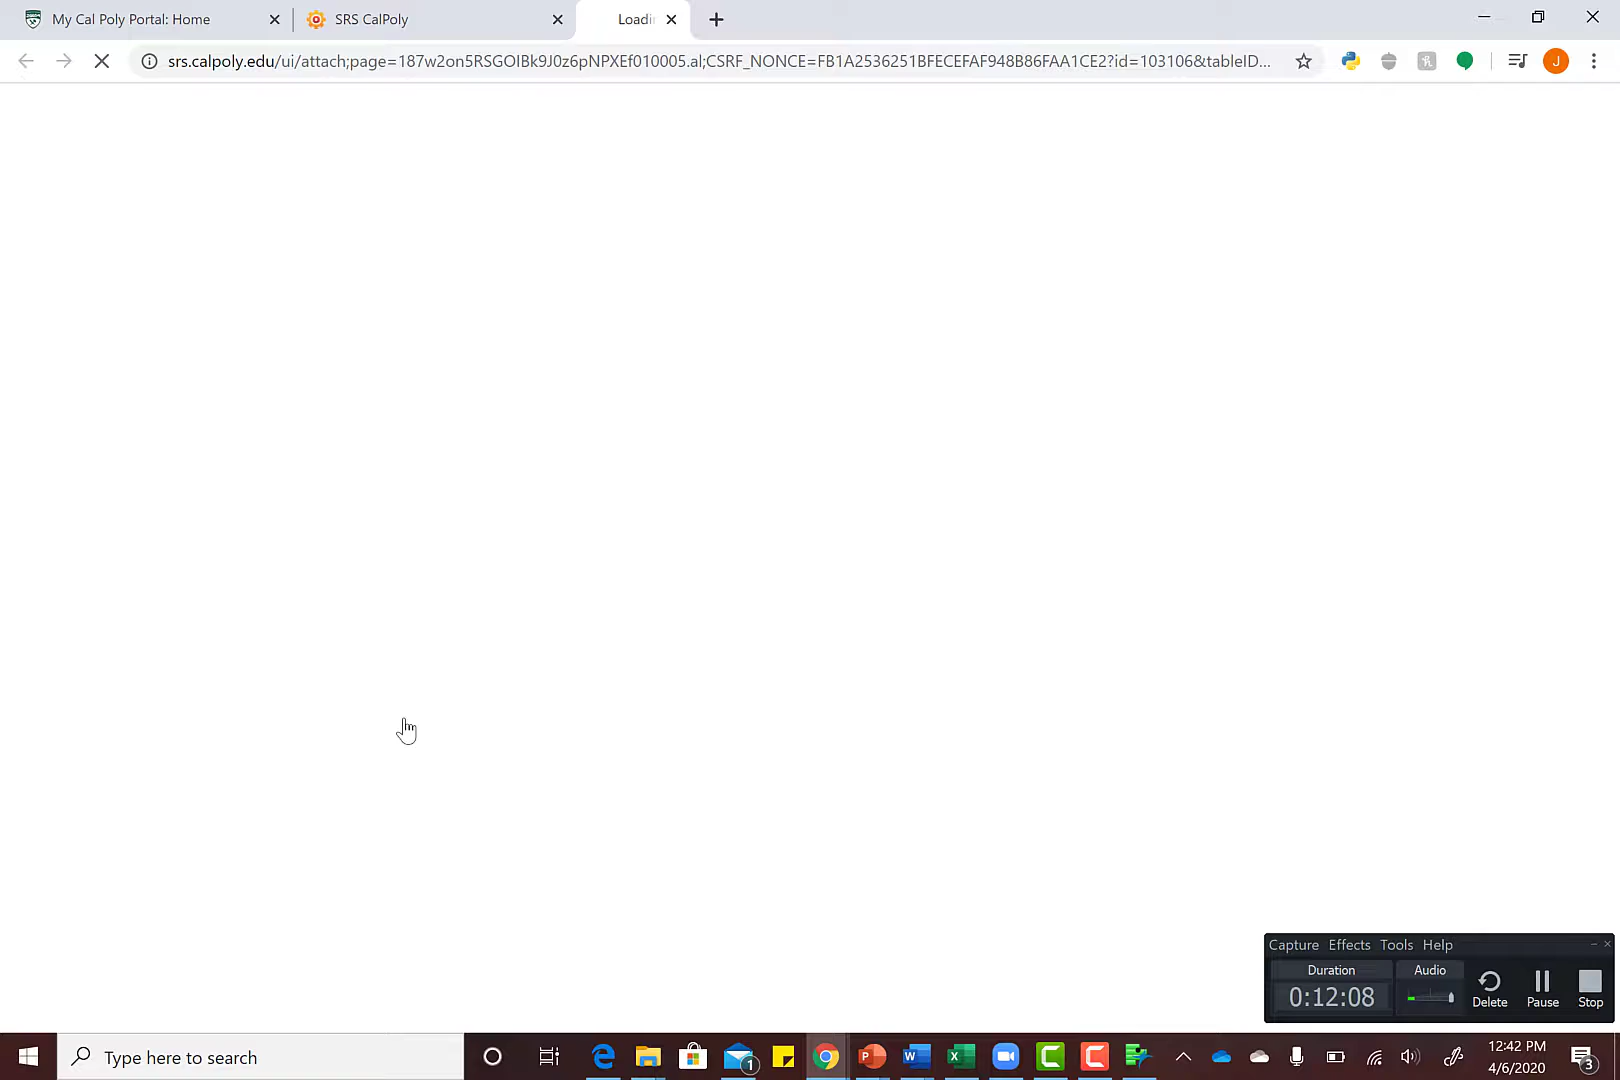 My Cal Poly Portal: Home
SRS CalPoly
Loadi
srs.calpoly.edu/ui/attach;page=187w2on5RSGOIBk9J0z6pNPXEf010005.al;CSRF_NONCE=FB1A2536251BFECEFAF948B86FAA1CE2?id=103106&tableID...
J
Capture Effects Tools Help
Duration Audio
0:12:08
Delete Pause Stop
Type here to search
1
12:42 PM
4/6/2020
3